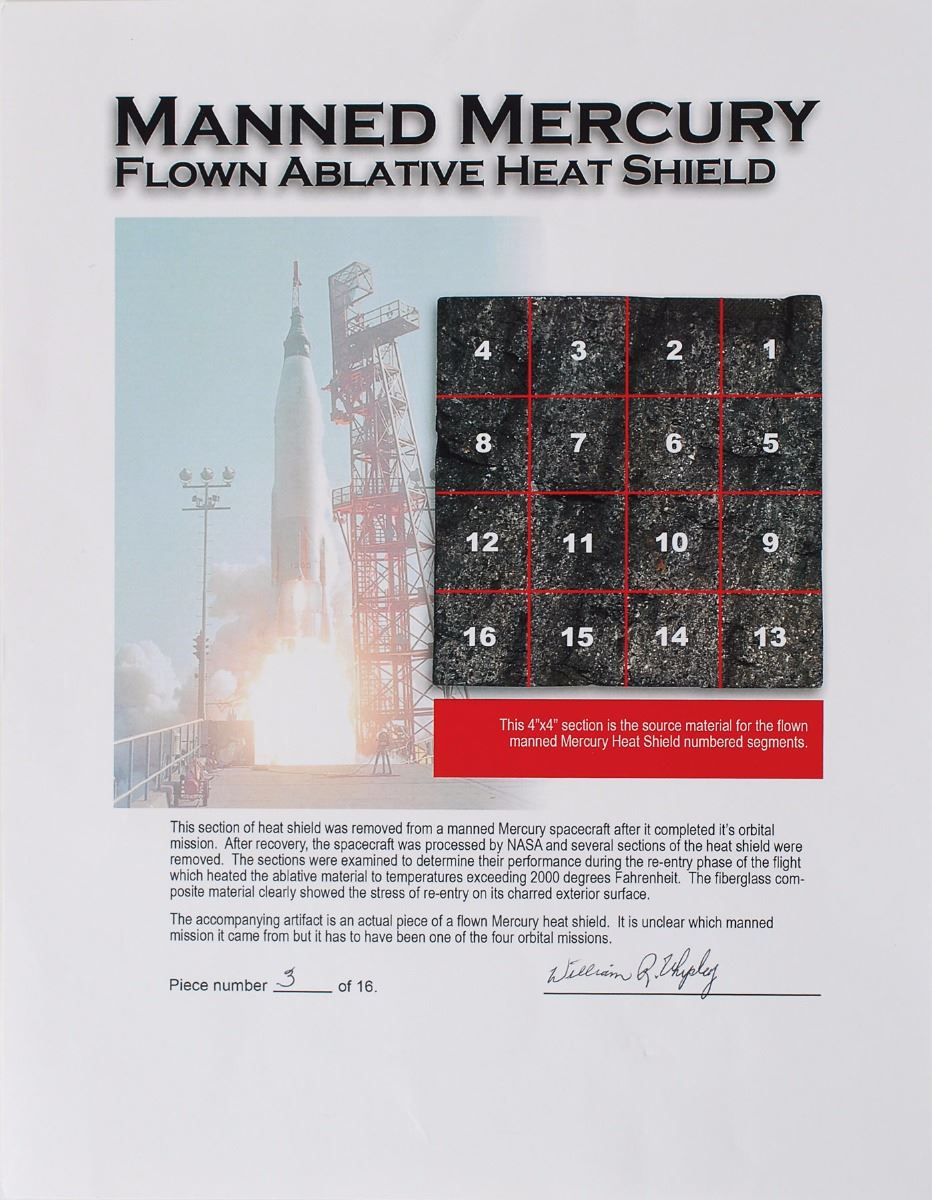 MANNED MERCURY
FLOWN ABLATIVE HEAT SHIELD
4 3 2 1
8 7 6 5
12 11 10 9
16 15 14 13
This 4"x4" section is the source material for the flown
manned Mercury Heat Shield numbered segments.
This section of heat shield was removed from a manned Mercury spacecraft after it completed it's orbital
mission. After recovery, the spacecraft was processed by NASA and several sections of the heat shield were
removed. The sections were examined to determine their performance during the re-entry phase of the flight
which heated the ablative material to temperatures exceeding 2000 degrees Fahrenheit. The fiberglass com-
posite material clearly showed the stress of re-entry on its charred exterior surface.
The accompanying artifact is an actual piece of a flown Mercury heat shield. It is unclear which manned
mission it came from but it has to have been one of the four orbital missions.
Piece number 3 of 16.
William R. Whipley